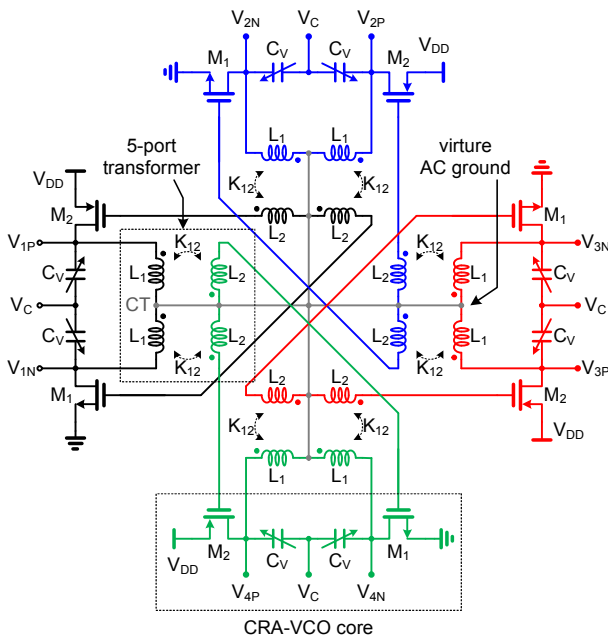 V2N VC V2P
M1 CV CV M2 VDD
L1 L1
5-port
transformer
virture
AC ground
VDD
K12 K12
M2
L2 L2
M1
V1P K12 K12 V3N
CV L1 L2 L2 L1 CV
VC CT VC
CV L1 L2 L2 L1 CV
V1N K12 K12 V3P
M1 L2 L2 M2
K12 K12
VDD
L1 L1
M2 CV CV M1
VDD
V4P VC V4N
CRA-VCO core